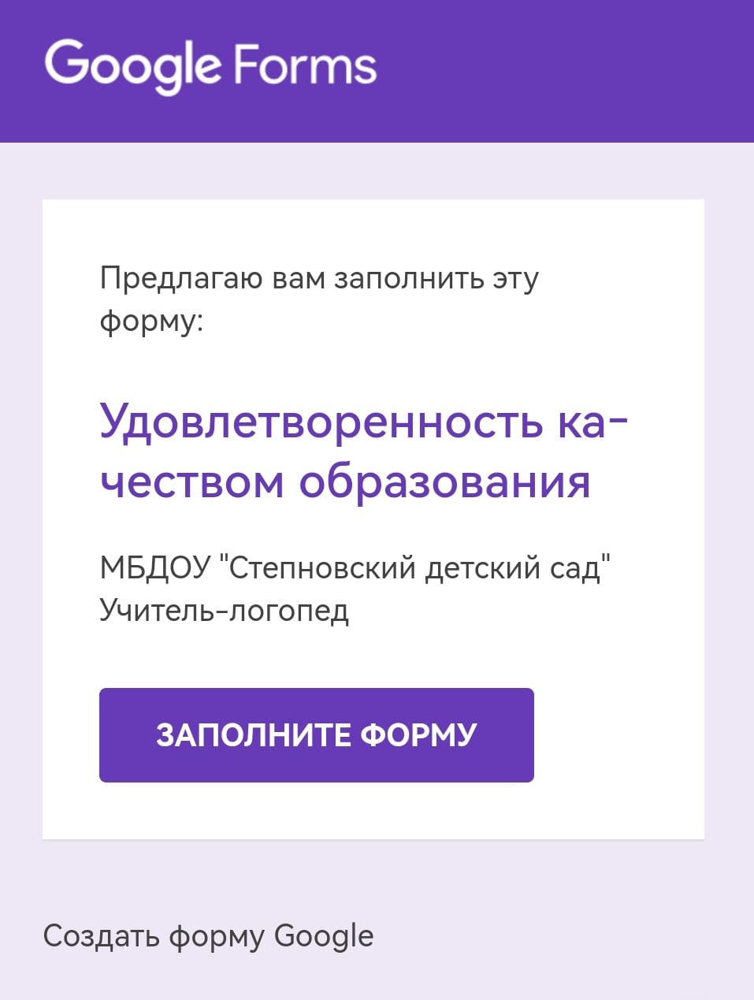 Google Forms
Предлагаю вам заполнить эту
форму:
Удовлетворенность ка-
чеством образования
МБДОУ "Степновский детский сад"
Учитель-логопед
ЗАПОЛНИТЕ ФОРМУ
Создать форму Google